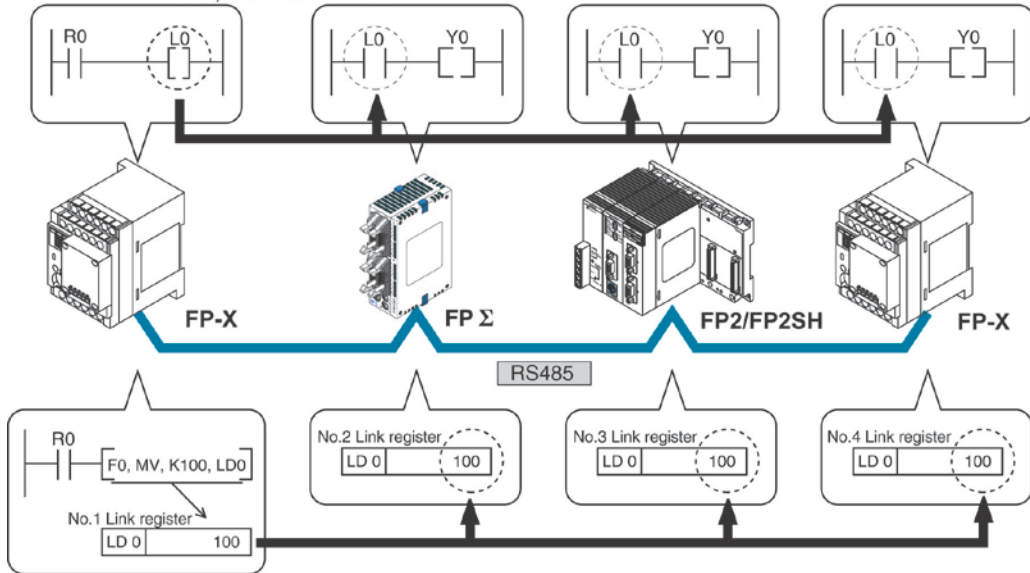 R0 L0
L0 Y0
L0 Y0
L0 Y0
FP-X
FP Σ
FP2/FP2SH
FP-X
RS485
R0
F0, MV, K100, LD0
No.1 Link register
LD 0 100
No.2 Link register
LD 0 100
No.3 Link register
LD 0 100
No.4 Link register
LD 0 100